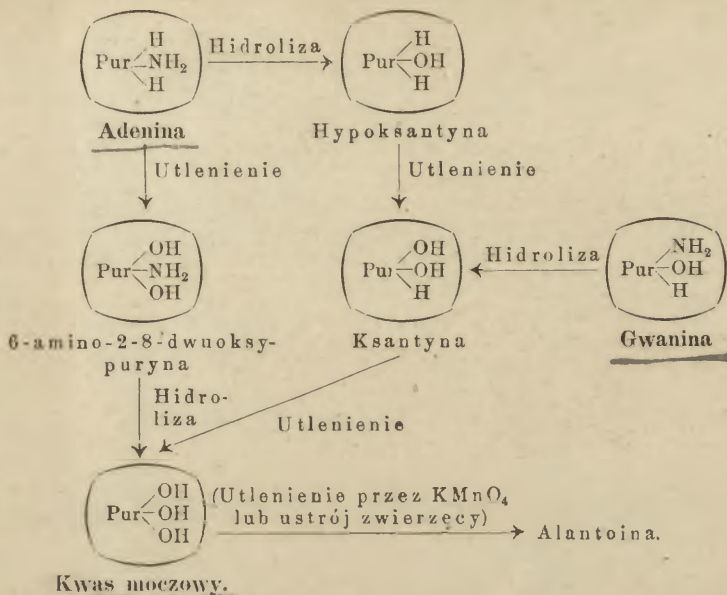 H H
Pur NH₂ Hidroliza Pur OH
H H
Adenina Hypoksantyna
Utlenienie Utlenienie
OH OH NH₂
Pur NH₂ Pur OH Hidroliza Pur OH
OH H H
6-amino-2-8-dwuoksy- Ksantyna Gwanina
puryna
Hidro-
liza
Utlenienie
OH (Utlenienie przez KMnO₄
Pur OH lub ustrój zwierzęcy) Alantoina.
OH
Kwas moczowy.